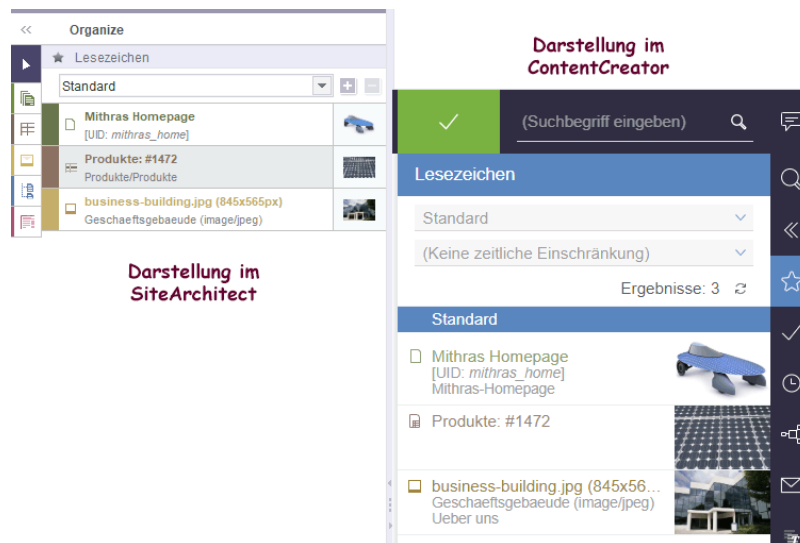 Organize
Lesezeichen
Standard
Mithras Homepage
[UID: mithras_home]
Produkte: #1472
Produkte/Produkte
business-building.jpg (845x565px)
Geschaeftsgebaeude (image/jpeg)
Darstellung im
SiteArchitect
Darstellung im
ContentCreator
(Suchbegriff eingeben)
Lesezeichen
Standard
(Keine zeitliche Einschränkung)
Ergebnisse: 3
Standard
Mithras Homepage
[UID: mithras_home]
Mithras-Homepage
Produkte: #1472
business-building.jpg (845x56...
Geschaeftsgebaeude (image/jpeg)
Ueber uns